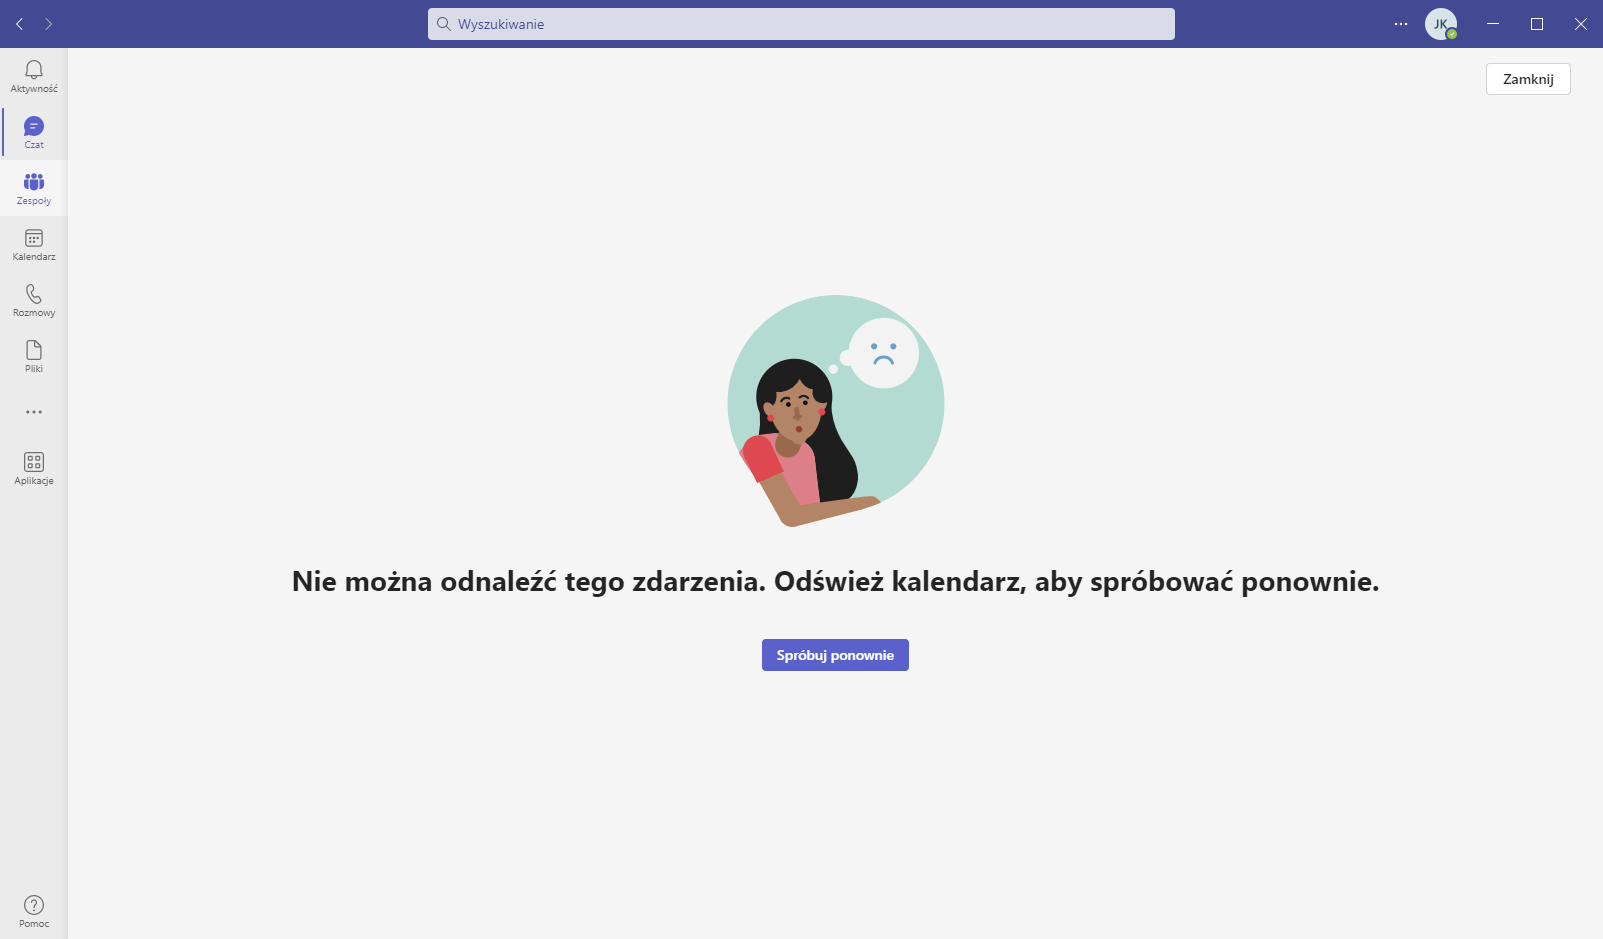 Wyszukiwanie
JK
Aktywność
Czat
Zespoły
Kalendarz
Rozmowy
Pliki
Aplikacje
Pomoc
Zamknij
Nie można odnaleźć tego zdarzenia. Odśwież kalendarz, aby spróbować ponownie.
Spróbuj ponownie